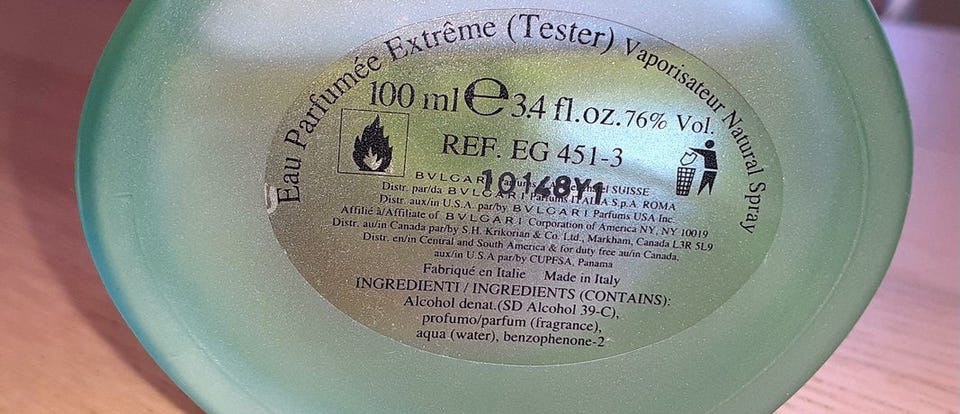 Eau Parfumée Extrême (Tester) Vaporisateur Natural Spray
100 ml e 3.4 fl.oz. 76% Vol.
REF. EG 451-3
10148Y1
BVLGARI Parfums SUISSE
Distr. par/da BVLGARI Parfums ITALIA S.p.A. ROMA
Distr. aux/in U.S.A. par/by BVLGARI Parfums USA Inc.
Affilié à/Affiliate of BVLGARI Corporation of America NY, NY 10019
Distr. au/in Canada par/by S.H. Krikorian & Co. Ltd., Markham, Canada L3R 5L9
Distr. en/in Central and South America & for duty free au/in Canada,
aux/in U.S.A par/by CUPFSA, Panama
Fabriqué en Italie Made in Italy
INGREDIENTI / INGREDIENTS (CONTAINS):
Alcohol denat.(SD Alcohol 39-C),
profumo/parfum (fragrance),
aqua (water), benzophenone-2